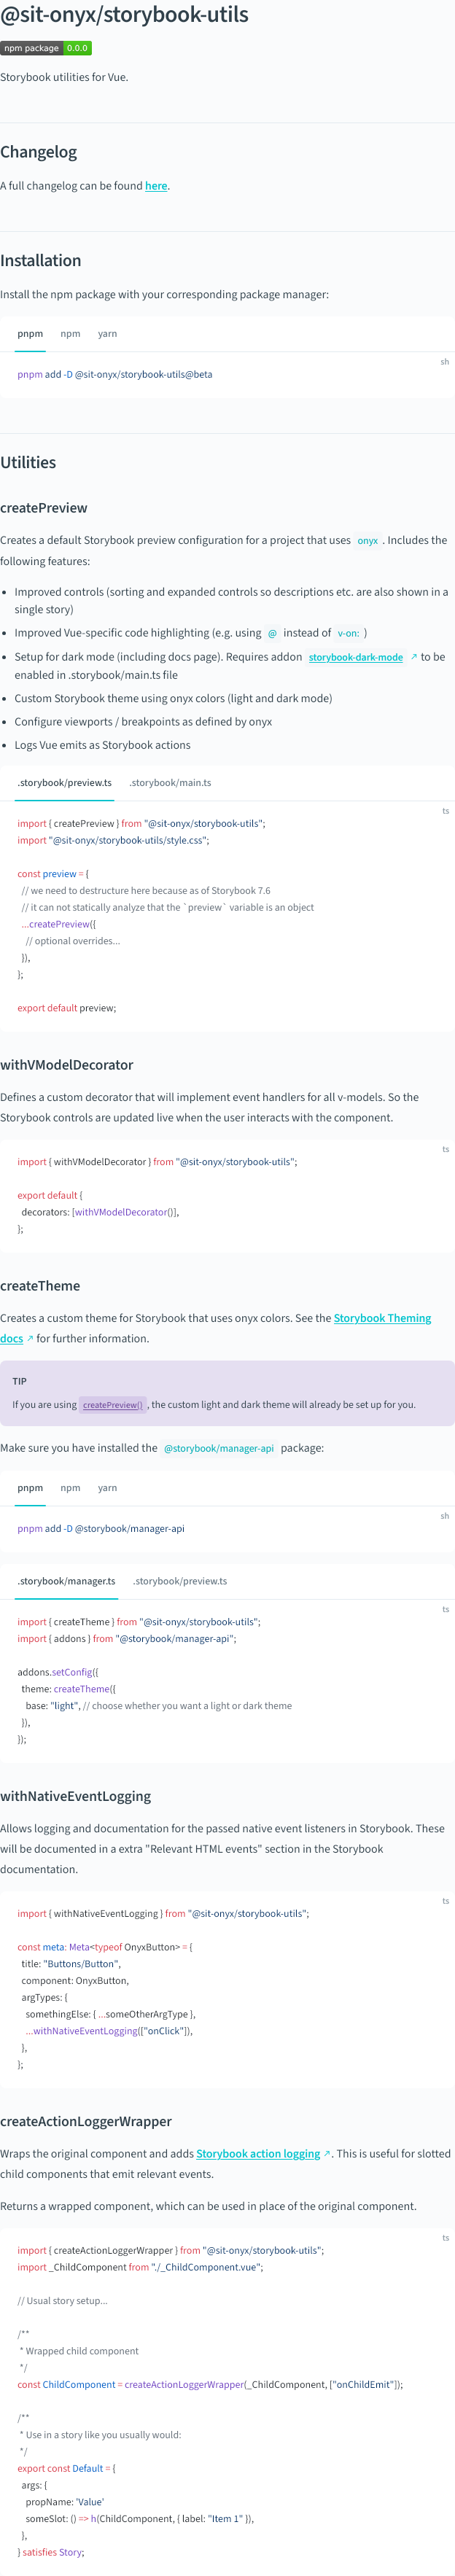 @sit-onyx/storybook-utils
npm package 0.0.0
Storybook utilities for Vue.
Changelog
A full changelog can be found here.
Installation
Install the npm package with your corresponding package manager:
pnpm npm yarn
sh
pnpm add -D @sit-onyx/storybook-utils@beta
Utilities
createPreview
Creates a default Storybook preview configuration for a project that uses onyx . Includes the
following features:
• Improved controls (sorting and expanded controls so descriptions etc. are also shown in a
single story)
• Improved Vue-specific code highlighting (e.g. using @ instead of v-on: )
• Setup for dark mode (including docs page). Requires addon storybook-dark-mode ↗ to be
enabled in .storybook/main.ts file
• Custom Storybook theme using onyx colors (light and dark mode)
• Configure viewports / breakpoints as defined by onyx
• Logs Vue emits as Storybook actions
.storybook/preview.ts .storybook/main.ts
ts
import { createPreview } from "@sit-onyx/storybook-utils";
import "@sit-onyx/storybook-utils/style.css";
const preview = {
// we need to destructure here because as of Storybook 7.6
// it can not statically analyze that the `preview` variable is an object
...createPreview({
// optional overrides...
}),
};
export default preview;
withVModelDecorator
Defines a custom decorator that will implement event handlers for all v-models. So the
Storybook controls are updated live when the user interacts with the component.
ts
import { withVModelDecorator } from "@sit-onyx/storybook-utils";
export default {
decorators: [withVModelDecorator()],
};
createTheme
Creates a custom theme for Storybook that uses onyx colors. See the Storybook Theming
docs ↗ for further information.
TIP
If you are using createPreview() , the custom light and dark theme will already be set up for you.
Make sure you have installed the @storybook/manager-api package:
pnpm npm yarn
sh
pnpm add -D @storybook/manager-api
.storybook/manager.ts .storybook/preview.ts
ts
import { createTheme } from "@sit-onyx/storybook-utils";
import { addons } from "@storybook/manager-api";
addons.setConfig({
theme: createTheme({
base: "light", // choose whether you want a light or dark theme
}),
});
withNativeEventLogging
Allows logging and documentation for the passed native event listeners in Storybook. These
will be documented in a extra "Relevant HTML events" section in the Storybook
documentation.
ts
import { withNativeEventLogging } from "@sit-onyx/storybook-utils";
const meta: Meta<typeof OnyxButton> = {
title: "Buttons/Button",
component: OnyxButton,
argTypes: {
somethingElse: { ...someOtherArgType },
...withNativeEventLogging(["onClick"]),
},
};
createActionLoggerWrapper
Wraps the original component and adds Storybook action logging ↗. This is useful for slotted
child components that emit relevant events.
Returns a wrapped component, which can be used in place of the original component.
ts
import { createActionLoggerWrapper } from "@sit-onyx/storybook-utils";
import _ChildComponent from "./_ChildComponent.vue";
// Usual story setup...
/**
* Wrapped child component
*/
const ChildComponent = createActionLoggerWrapper(_ChildComponent, ["onChildEmit"]);
/**
* Use in a story like you usually would:
*/
export const Default = {
args: {
propName: 'Value'
someSlot: () => h(ChildComponent, { label: "Item 1" }),
},
} satisfies Story;